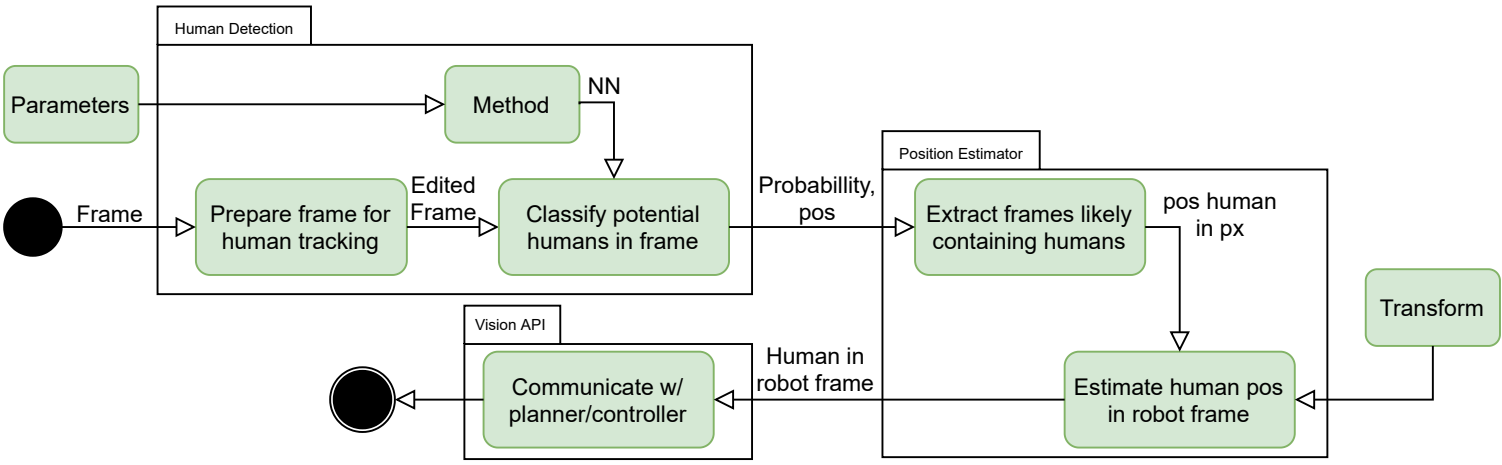 Human Detection
Parameters
Method
NN
Frame
Prepare frame for
human tracking
Edited
Frame
Classify potential
humans in frame
Probabillity,
pos
Position Estimator
Extract frames likely
containing humans
pos human
in px
Transform
Estimate human pos
in robot frame
Human in
robot frame
Vision API
Communicate w/
planner/controller